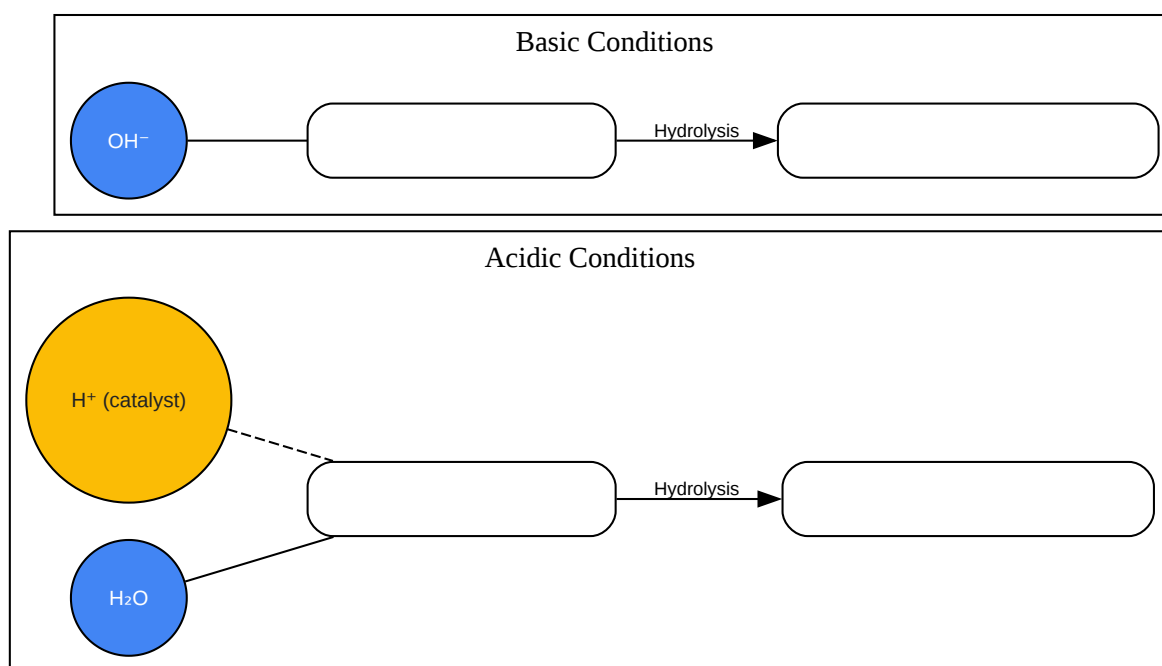 Basic Conditions
OH⁻
Hydrolysis
Acidic Conditions
H⁺ (catalyst)
Hydrolysis
H₂O